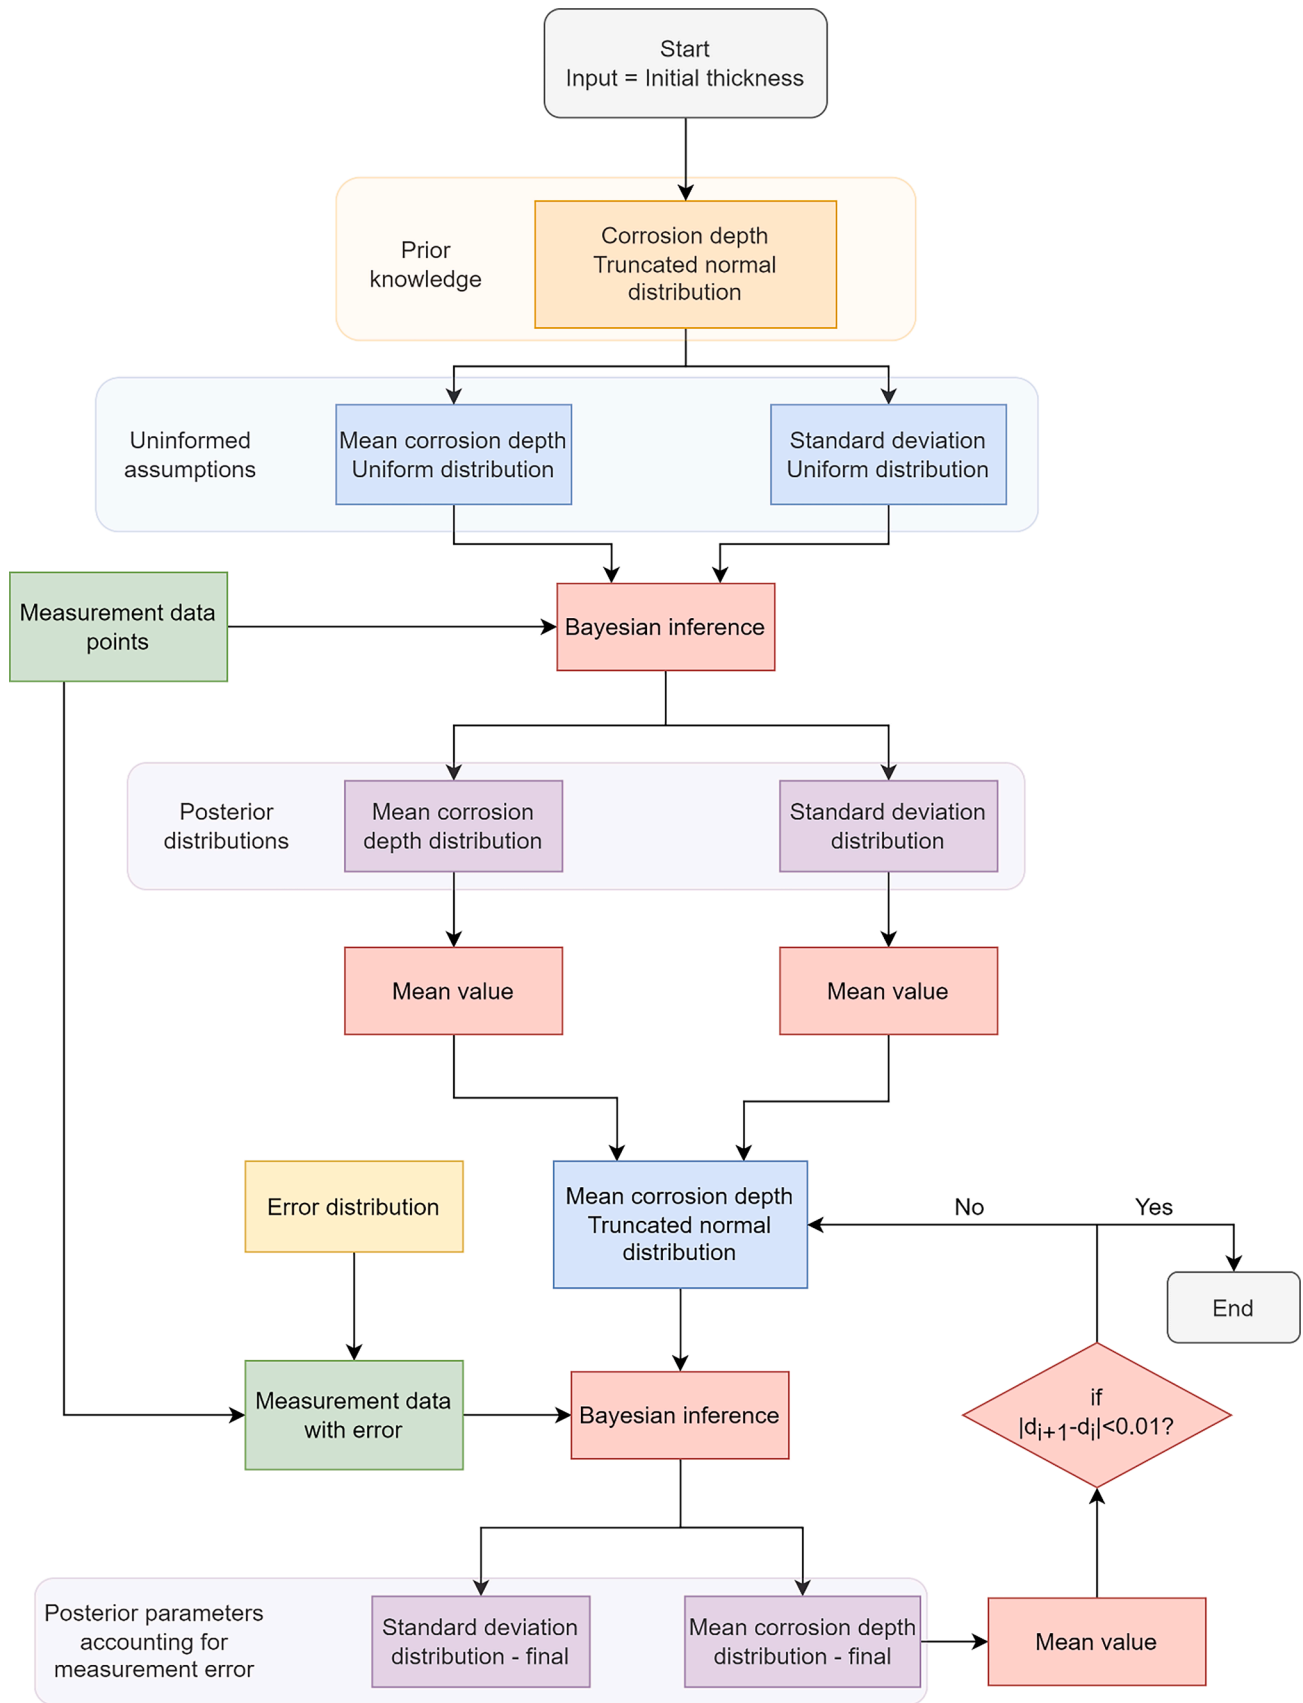 Start
Input = Initial thickness
Prior
knowledge
Corrosion depth
Truncated normal
distribution
Uninformed
assumptions
Mean corrosion depth
Uniform distribution
Standard deviation
Uniform distribution
Measurement data
points
Bayesian inference
Posterior
distributions
Mean corrosion
depth distribution
Standard deviation
distribution
Mean value
Mean value
Error distribution
Mean corrosion depth
Truncated normal
distribution
No
Yes
End
Measurement data
with error
Bayesian inference
if
|d_{i+1}-d_i|<0.01?
Posterior parameters
accounting for
measurement error
Standard deviation
distribution - final
Mean corrosion depth
distribution - final
Mean value